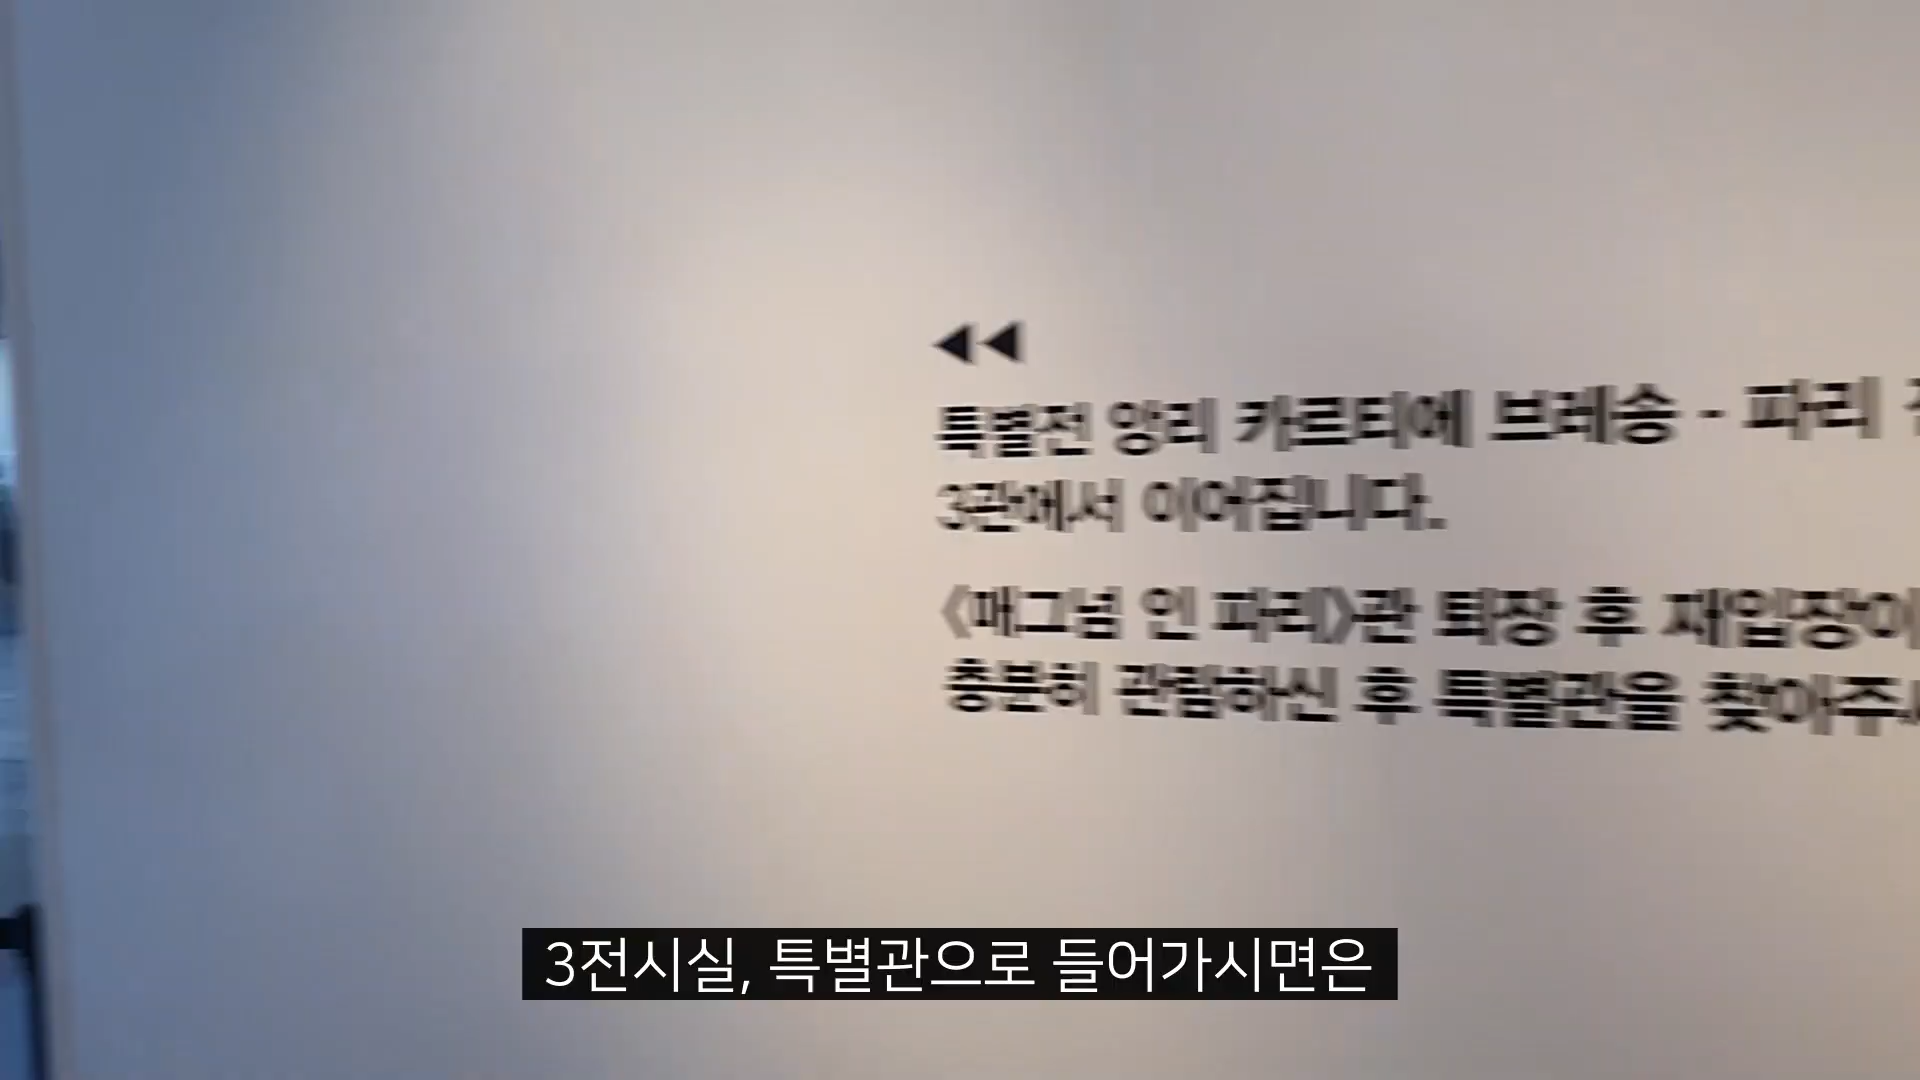 ◀◀
특별전 앙리 카르티에 브레송 - 파리
3관에서 이어집니다.
《매그넘 인 파리》관 퇴장 후 재입장이
충분히 관람하신 후 특별관을 찾아주시
3전시실, 특별관으로 들어가시면은